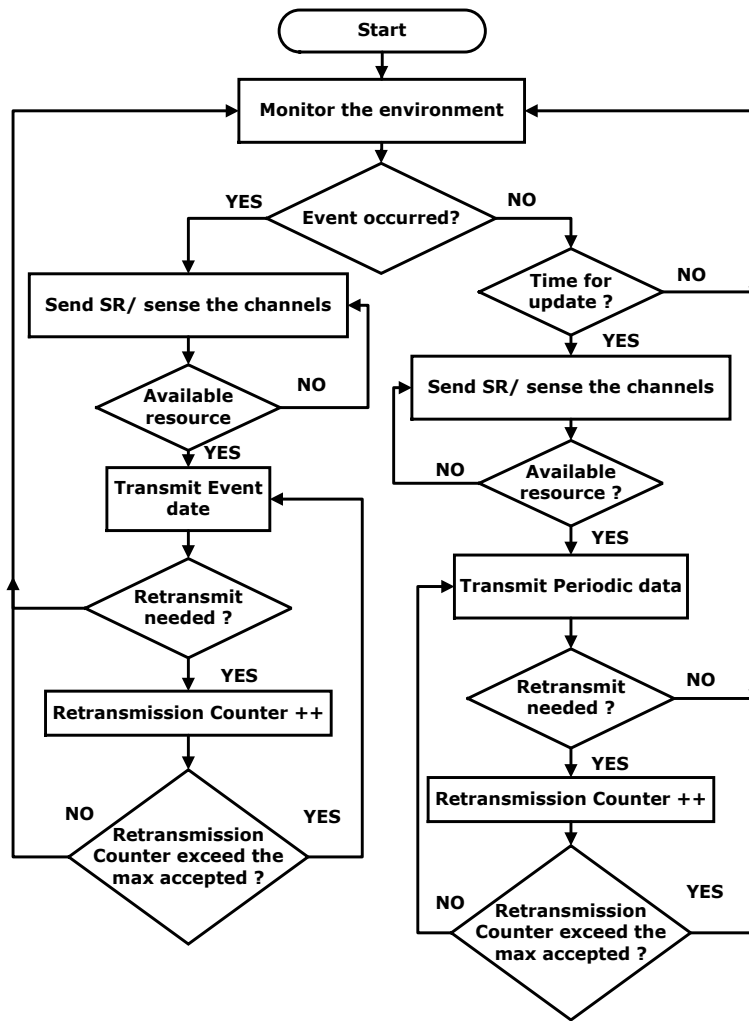 Start
Monitor the environment
YES
NO
Event occurred?
Send SR/ sense the channels
Time for
update ?
NO
YES
Available
resource
NO
YES
Send SR/ sense the channels
Transmit Event
date
NO
Available
resource ?
YES
Retransmit
needed ?
YES
Transmit Periodic data
Retransmission Counter ++
Retransmit
needed ?
NO
YES
NO
YES
Retransmission
Counter exceed the
max accepted ?
Retransmission Counter ++
NO
YES
Retransmission
Counter exceed the
max accepted ?